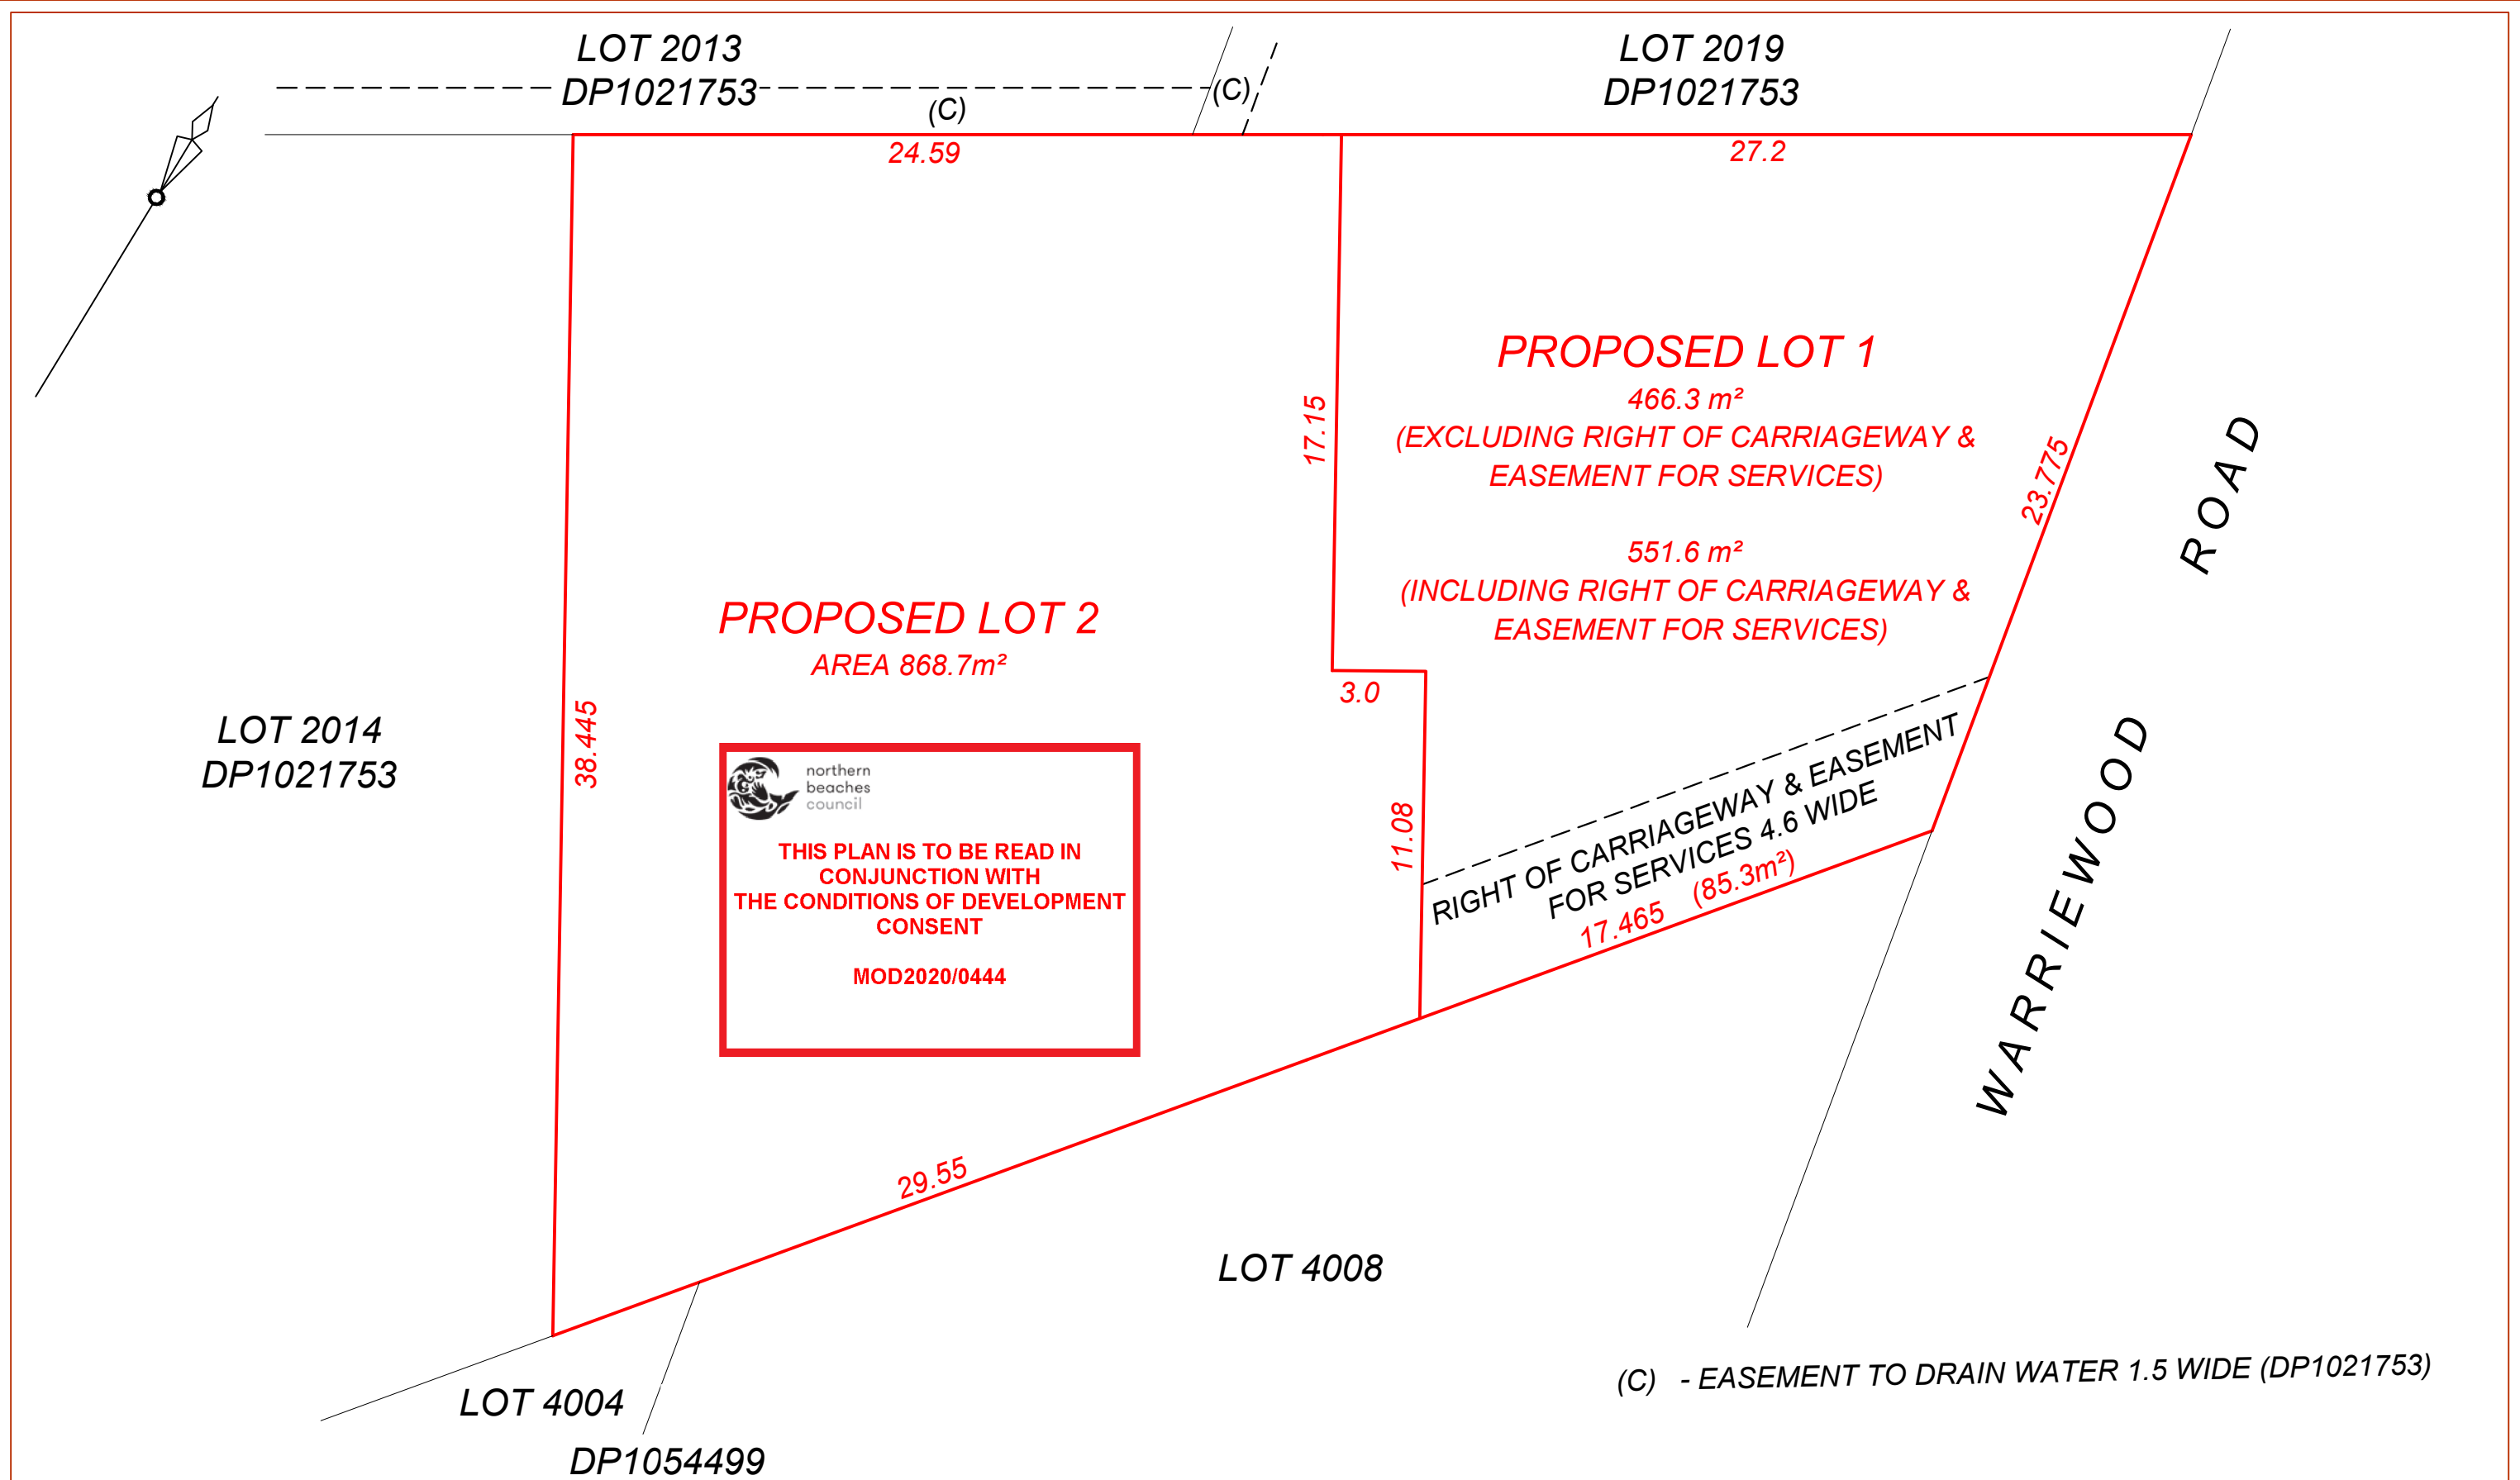 LOT 2013
DP1021753
(C)
(C)
LOT 2019
DP1021753
24.59
27.2
PROPOSED LOT 1
466.3 m²
(EXCLUDING RIGHT OF CARRIAGEWAY &
EASEMENT FOR SERVICES)
551.6 m²
(INCLUDING RIGHT OF CARRIAGEWAY &
EASEMENT FOR SERVICES)
17.15
23.775
WARRIEWOOD ROAD
PROPOSED LOT 2
AREA 868.7m²
3.0
38.445
LOT 2014
DP1021753
northern
beaches
council
THIS PLAN IS TO BE READ IN
CONJUNCTION WITH
THE CONDITIONS OF DEVELOPMENT
CONSENT
MOD2020/0444
11.08
RIGHT OF CARRIAGEWAY & EASEMENT
FOR SERVICES 4.6 WIDE
17.465 (85.3m²)
29.55
LOT 4008
(C) - EASEMENT TO DRAIN WATER 1.5 WIDE (DP1021753)
LOT 4004
DP1054499